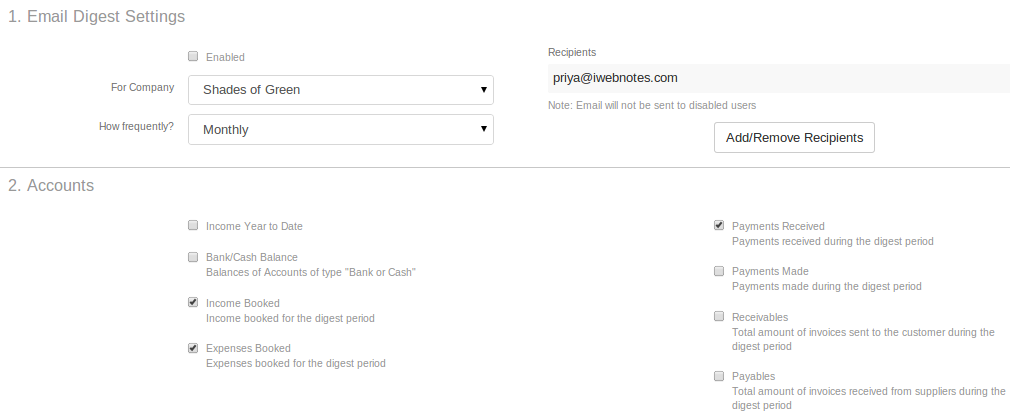 1. Email Digest Settings
Enabled
For Company
Shades of Green
How frequently?
Monthly
Recipients
priya@iwebnotes.com
Note: Email will not be sent to disabled users
Add/Remove Recipients
2. Accounts
Income Year to Date
Bank/Cash Balance
Balances of Accounts of type "Bank or Cash"
Income Booked
Income booked for the digest period
Expenses Booked
Expenses booked for the digest period
Payments Received
Payments received during the digest period
Payments Made
Payments made during the digest period
Receivables
Total amount of invoices sent to the customer during the
digest period
Payables
Total amount of invoices received from suppliers during the
digest period